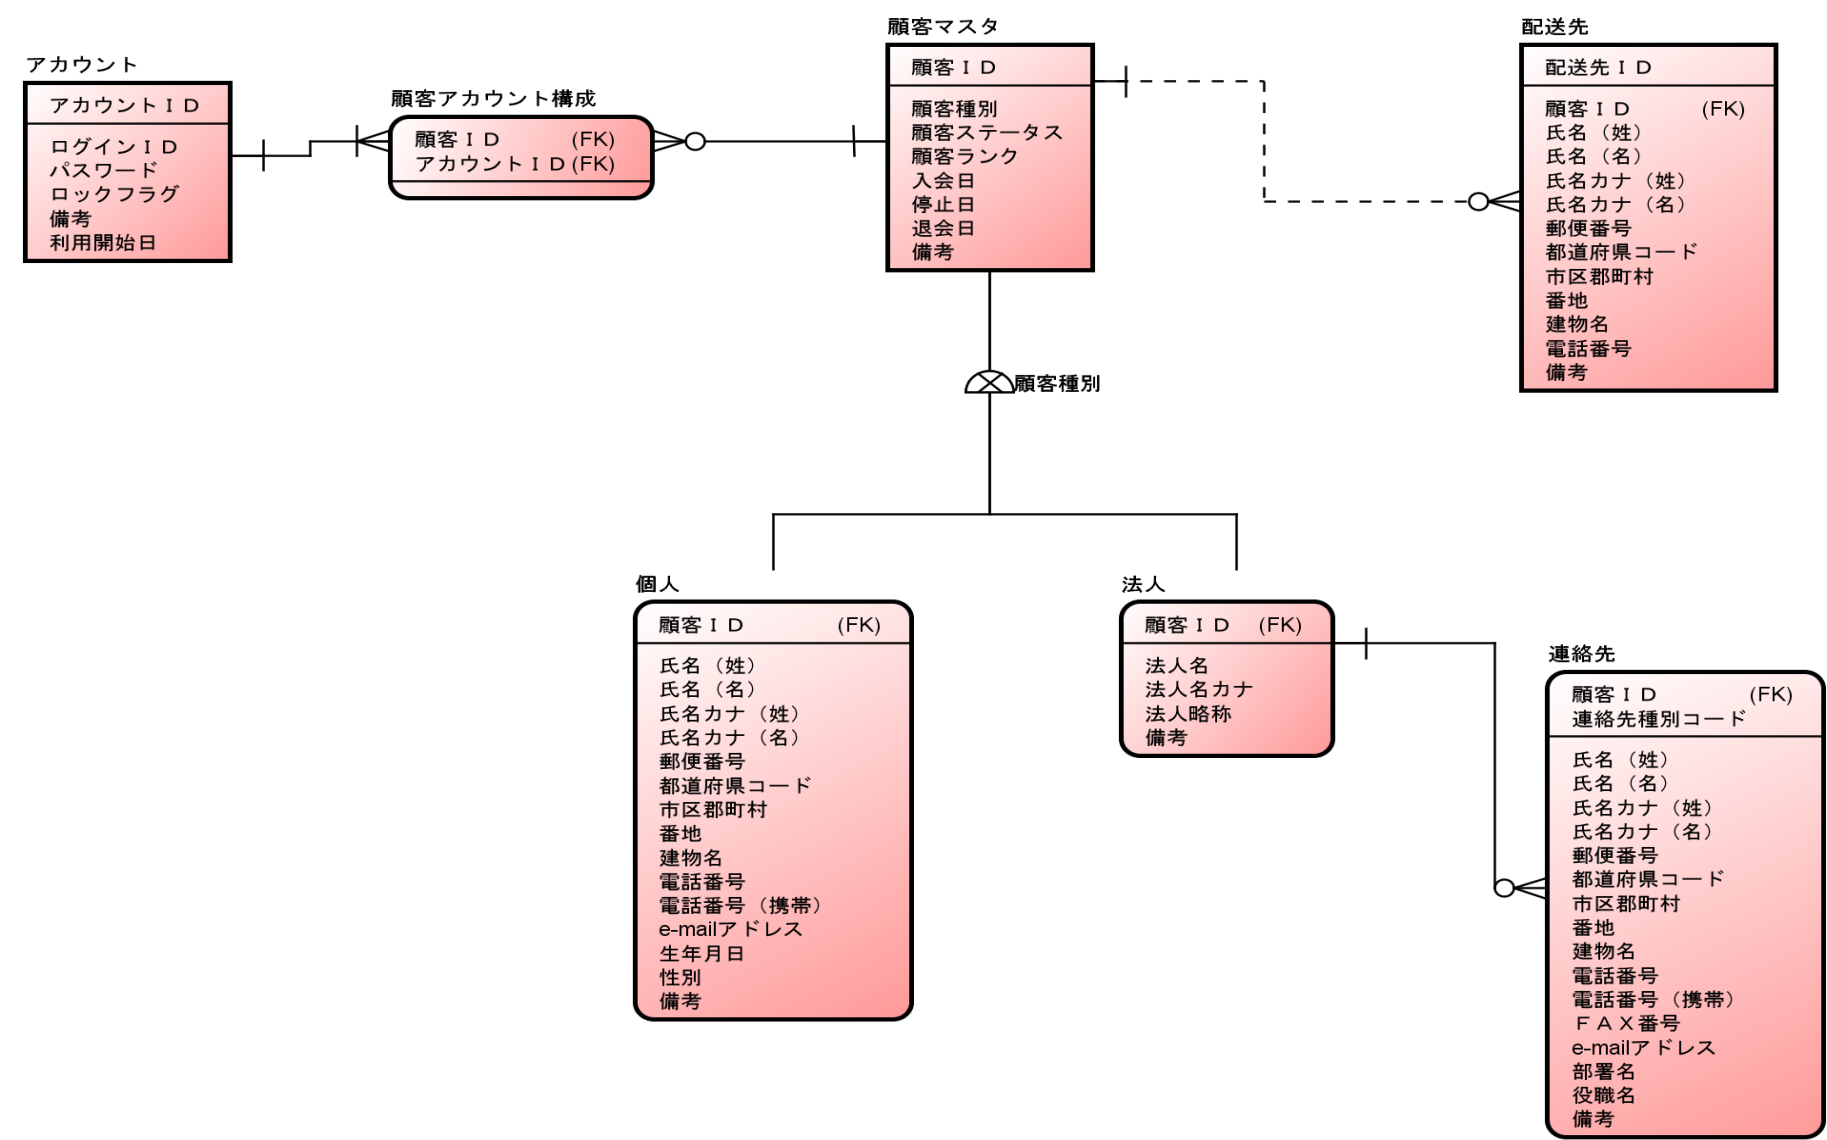 アカウント
アカウントＩＤ
ログインＩＤ
パスワード
ロックフラグ
備考
利用開始日
顧客アカウント構成
顧客ＩＤ (FK)
アカウントＩＤ(FK)
顧客マスタ
顧客ＩＤ
顧客種別
顧客ステータス
顧客ランク
入会日
停止日
退会日
備考
配送先
配送先ＩＤ
顧客ＩＤ (FK)
氏名（姓）
氏名（名）
氏名カナ（姓）
氏名カナ（名）
郵便番号
都道府県コード
市区郡町村
番地
建物名
電話番号
備考
顧客種別
個人
顧客ＩＤ (FK)
氏名（姓）
氏名（名）
氏名カナ（姓）
氏名カナ（名）
郵便番号
都道府県コード
市区郡町村
番地
建物名
電話番号
電話番号（携帯）
e-mailアドレス
生年月日
性別
備考
法人
顧客ＩＤ (FK)
法人名
法人名カナ
法人略称
備考
連絡先
顧客ＩＤ (FK)
連絡先種別コード
氏名（姓）
氏名（名）
氏名カナ（姓）
氏名カナ（名）
郵便番号
都道府県コード
市区郡町村
番地
建物名
電話番号
電話番号（携帯）
ＦＡＸ番号
e-mailアドレス
部署名
役職名
備考